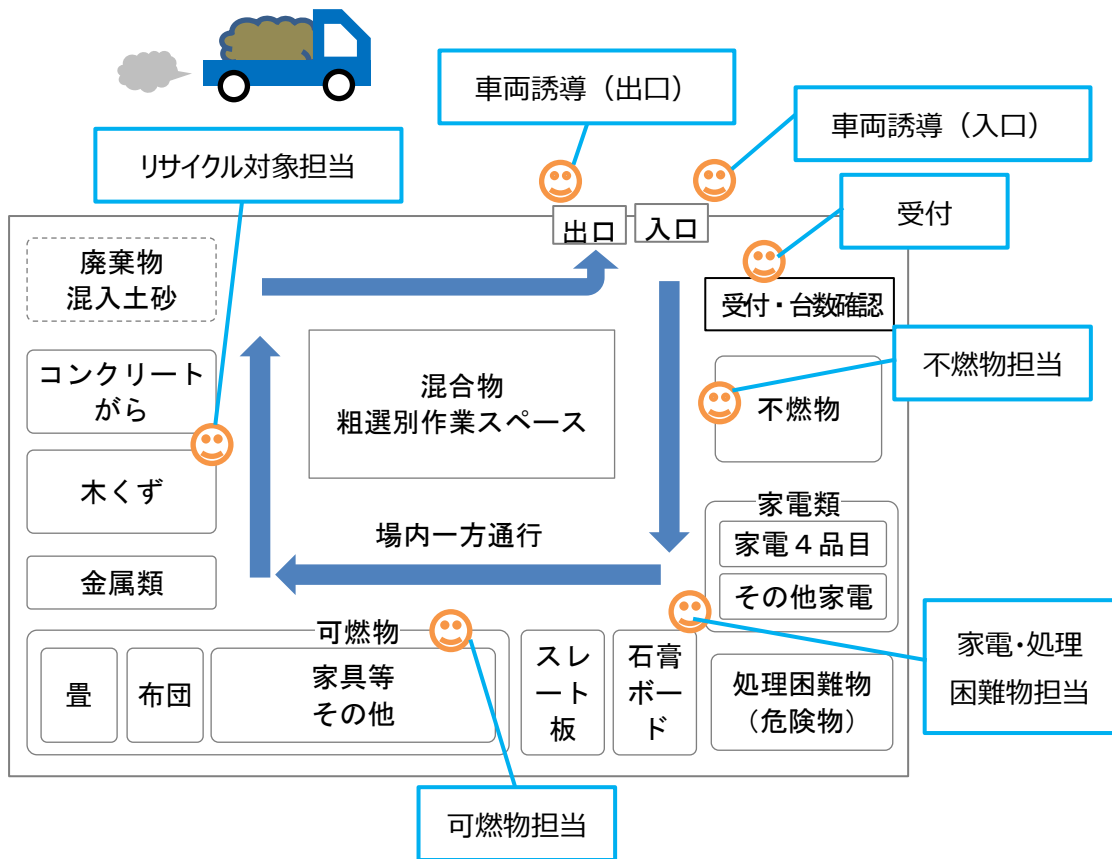 車両誘導（出口）
車両誘導（入口）
リサイクル対象担当
受付
出口
入口
廃棄物
混入土砂
受付・台数確認
コンクリート
がら
混合物
粗選別作業スペース
不燃物担当
不燃物
木くず
家電類
場内一方通行
家電４品目
金属類
その他家電
可燃物
家電・処理
困難物担当
畳
布団
家具等
その他
スレ
ート
板
石膏
ボー
ド
処理困難物
（危険物）
可燃物担当